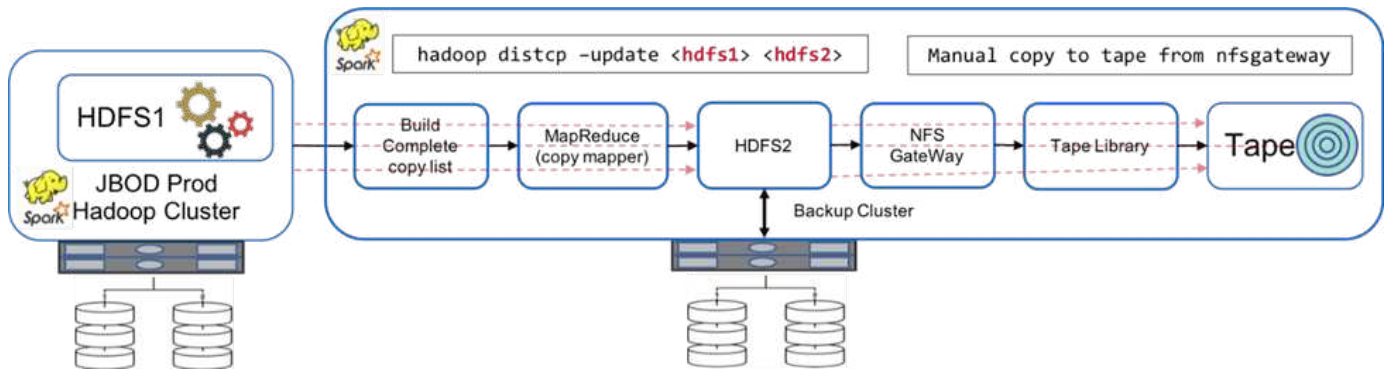 HDFS1
Spark
JBOD Prod
Hadoop Cluster
Spark
hadoop distcp –update <hdfs1> <hdfs2>
Manual copy to tape from nfsgateway
Build
Complete
copy list
MapReduce
(copy mapper)
HDFS2
NFS
GateWay
Tape Library
Tape
Backup Cluster